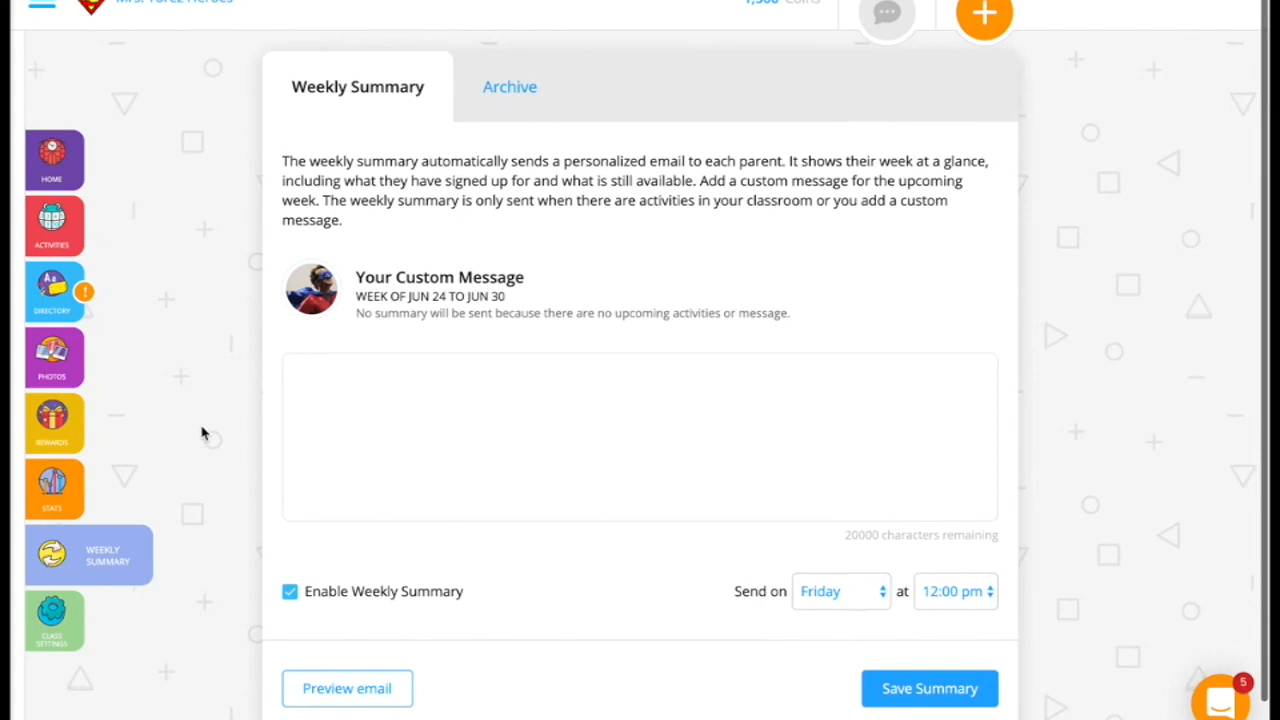 Weekly Summary
Archive
HOME
ACTIVITIES
DIRECTORY
!
PHOTOS
REWARDS
STATS
WEEKLY
SUMMARY
CLASS
SETTINGS
The weekly summary automatically sends a personalized email to each parent. It shows their week at a glance,
including what they have signed up for and what is still available. Add a custom message for the upcoming
week. The weekly summary is only sent when there are activities in your classroom or you add a custom
message.
Your Custom Message
WEEK OF JUN 24 TO JUN 30
No summary will be sent because there are no upcoming activities or message.
20000 characters remaining
Enable Weekly Summary
Send on Friday at 12:00 pm
Preview email
Save Summary
5